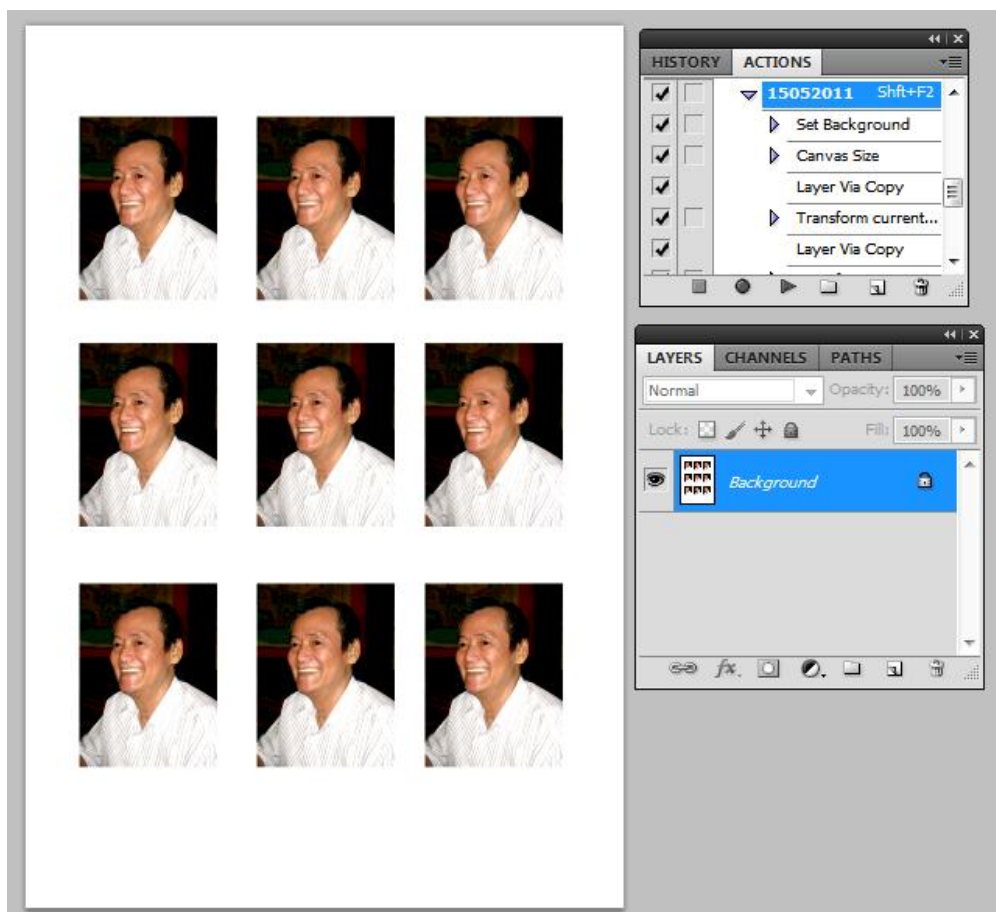 HISTORY ACTIONS
15052011 Shft+F2
Set Background
Canvas Size
Layer Via Copy
Transform current...
Layer Via Copy
LAYERS CHANNELS PATHS
Normal Opacity: 100%
Lock: Fill: 100%
Background
fx.